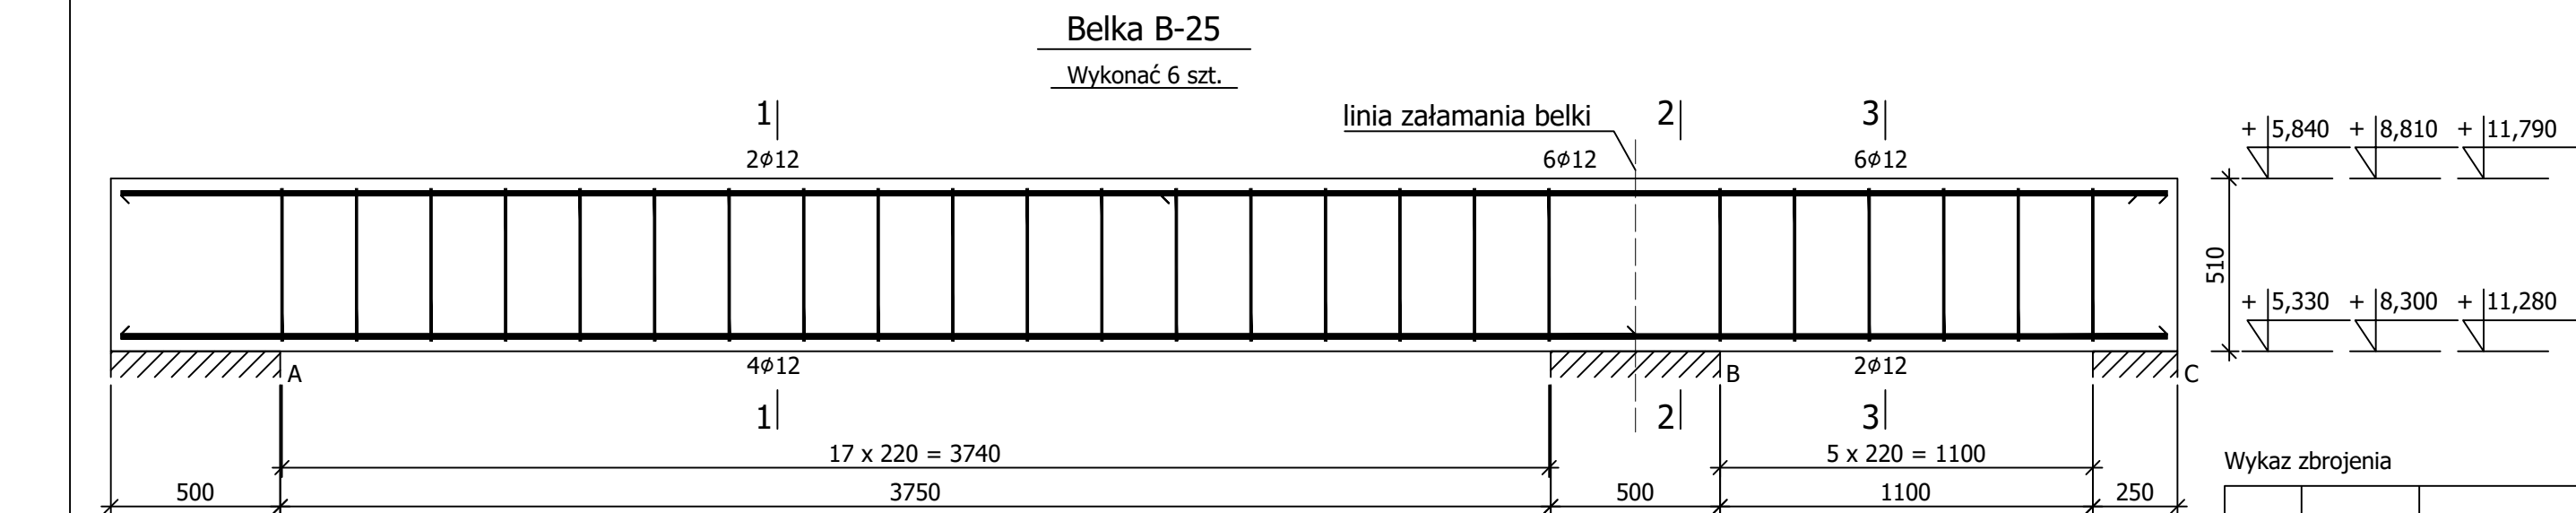 Belka B-25
Wykonać 6 szt.
1
linia załamania belki
2
3
2ϕ12
6ϕ12
6ϕ12
+ 5,840 + 8,810 + 11,790
510
+ 5,330 + 8,300 + 11,280
A
4ϕ12
B
2ϕ12
C
1
2
3
17 x 220 = 3740
5 x 220 = 1100
Wykaz zbrojenia
500
3750
500
1100
250